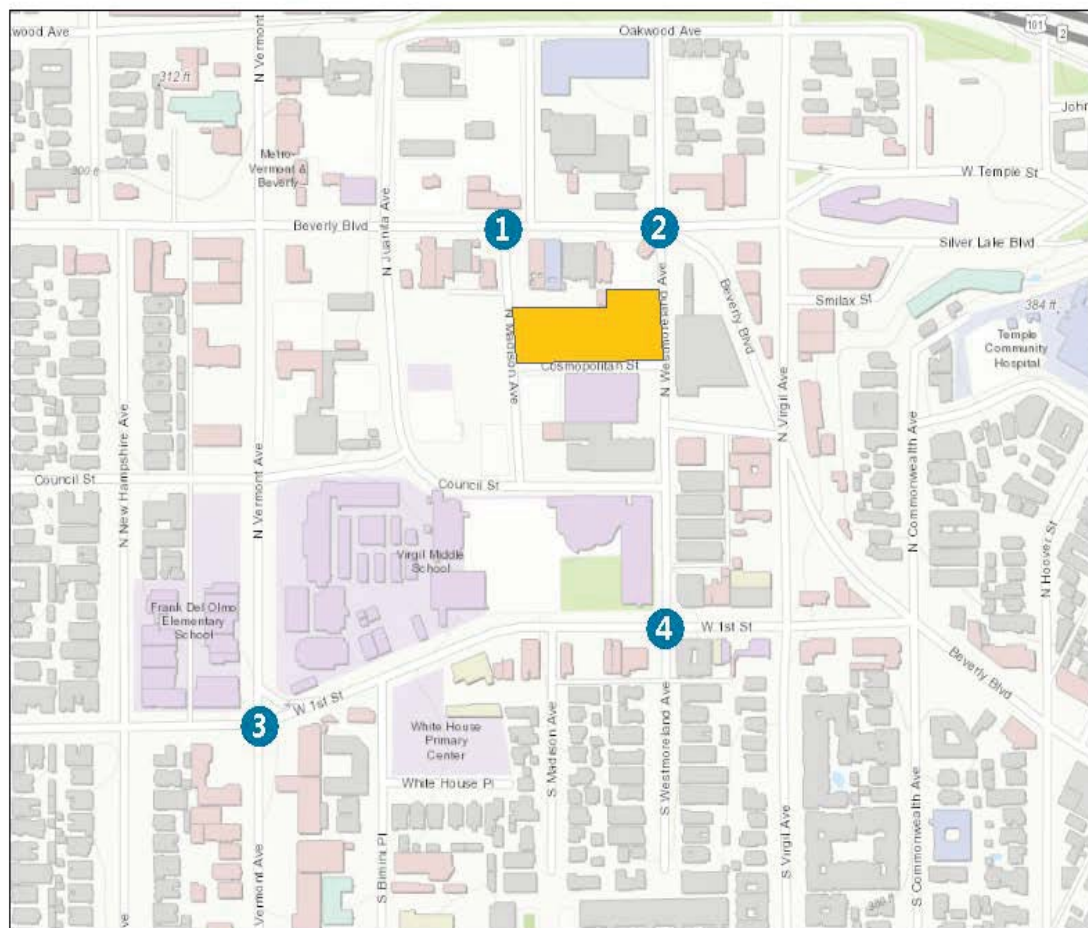 wood Ave
Oakwood Ave
101
2
N Vermont
312 ft
John
300 ft
Metro-
Vermont &
Beverly
W Temple St
N Juanita Ave
Beverly Blvd
1
2
Silver Lake Blvd
N Westmoreland Ave
Beverly Blvd
Smilax St
384 ft
Temple
Community
Hospital
N Madison Ave
Cosmopolitan St
N Virgil Ave
N New Hampshire Ave
N Vermont Ave
N Commonwealth Ave
Council St
Council St
N Hoover St
Virgil Middle
School
Frank Del Olmo
Elementary
School
4
W 1st St
W 1st St
3
Beverly Blvd
White House
Primary
Center
White House Pl
S Madison Ave
S Westmoreland Ave
S Virgil Ave
S Commonwealth Ave
S Bimini Pl
Vermont Ave
Ave